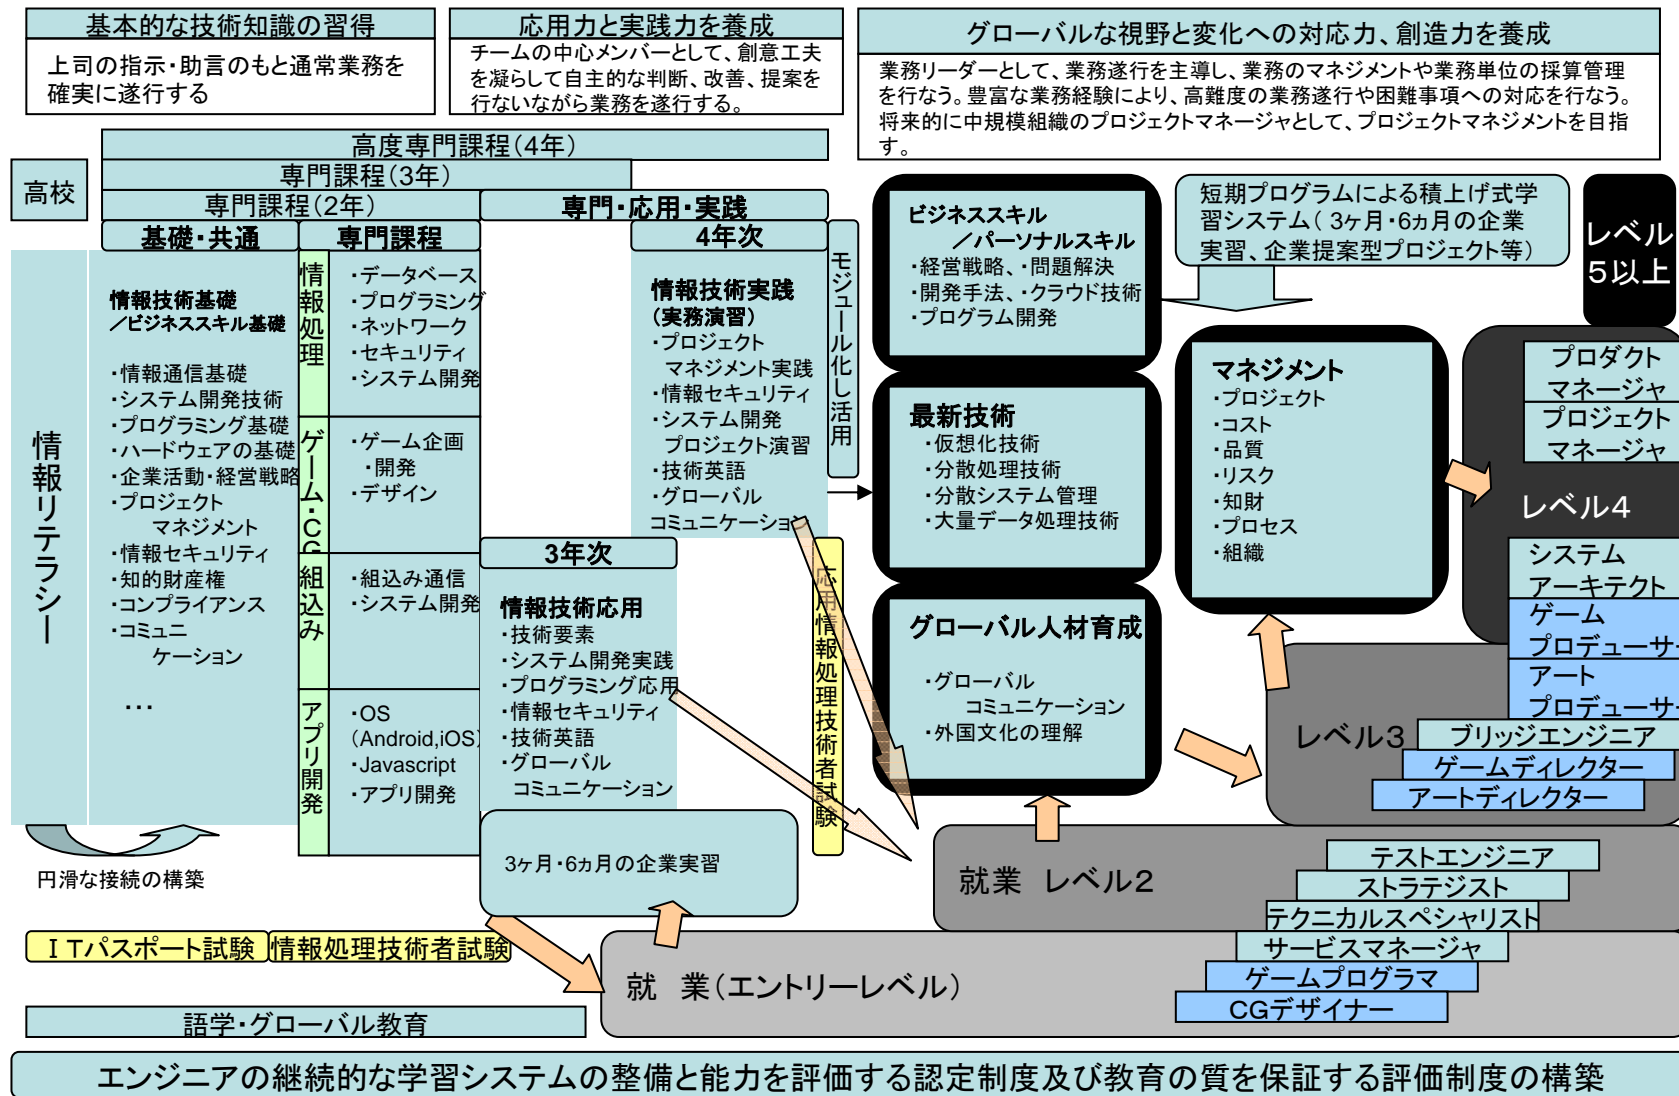 基本的な技術知識の習得
上司の指示・助言のもと通常業務を
確実に遂行する
応用力と実践力を養成
チームの中心メンバーとして、創意工夫
を凝らして自主的な判断、改善、提案を
行ないながら業務を遂行する。
グローバルな視野と変化への対応力、創造力を養成
業務リーダーとして、業務遂行を主導し、業務のマネジメントや業務単位の採算管理
を行なう。豊富な業務経験により、高難度の業務遂行や困難事項への対応を行なう。
将来的に中規模組織のプロジェクトマネージャとして、プロジェクトマネジメントを目指
す。
高度専門課程(4年)
専門課程(3年)
専門課程(2年)
高校
専門・応用・実践
基礎・共通
専門課程
4年次
情報リテラシー
情報技術基礎
／ビジネススキル基礎
・情報通信基礎
・システム開発技術
・プログラミング基礎
・ハードウェアの基礎
・企業活動・経営戦略
・プロジェクト
マネジメント
・情報セキュリティ
・知的財産権
・コンプライアンス
・コミュニ
ケーション
…
情報処理
・データベース
・プログラミング
・ネットワーク
・セキュリティ
・システム開発
ゲーム・CG
・ゲーム企画
・開発
・デザイン
組込み
・組込み通信
・システム開発
アプリ開発
・OS
(Android,iOS)
・Javascript
・アプリ開発
情報技術実践
(実務演習)
・プロジェクト
マネジメント実践
・情報セキュリティ
・システム開発
プロジェクト演習
・技術英語
・グローバル
コミュニケーション
モジュール化し活用
3年次
情報技術応用
・技術要素
・システム開発実践
・プログラミング応用
・情報セキュリティ
・技術英語
・グローバル
コミュニケーション
応用情報処理技術者試験
3ヶ月・6ヵ月の企業実習
円滑な接続の構築
ＩＴパスポート試験
情報処理技術者試験
語学・グローバル教育
ビジネススキル
／パーソナルスキル
・経営戦略、・問題解決
・開発手法、・クラウド技術
・プログラム開発
最新技術
・仮想化技術
・分散処理技術
・分散システム管理
・大量データ処理技術
グローバル人材育成
・グローバル
コミュニケーション
・外国文化の理解
短期プログラムによる積上げ式学
習システム( 3ヶ月・6ヵ月の企業
実習、企業提案型プロジェクト等)
マネジメント
・プロジェクト
・コスト
・品質
・リスク
・知財
・プロセス
・組織
レベル
５以上
プロダクト
マネージャ
プロジェクト
マネージャ
レベル4
システム
アーキテクト
ゲーム
プロデューサー
アート
プロデューサー
レベル3
ブリッジエンジニア
ゲームディレクター
アートディレクター
就業 レベル2
テストエンジニア
ストラテジスト
テクニカルスペシャリスト
就 業(エントリーレベル)
サービスマネージャ
ゲームプログラマ
CGデザイナー
エンジニアの継続的な学習システムの整備と能力を評価する認定制度及び教育の質を保証する評価制度の構築